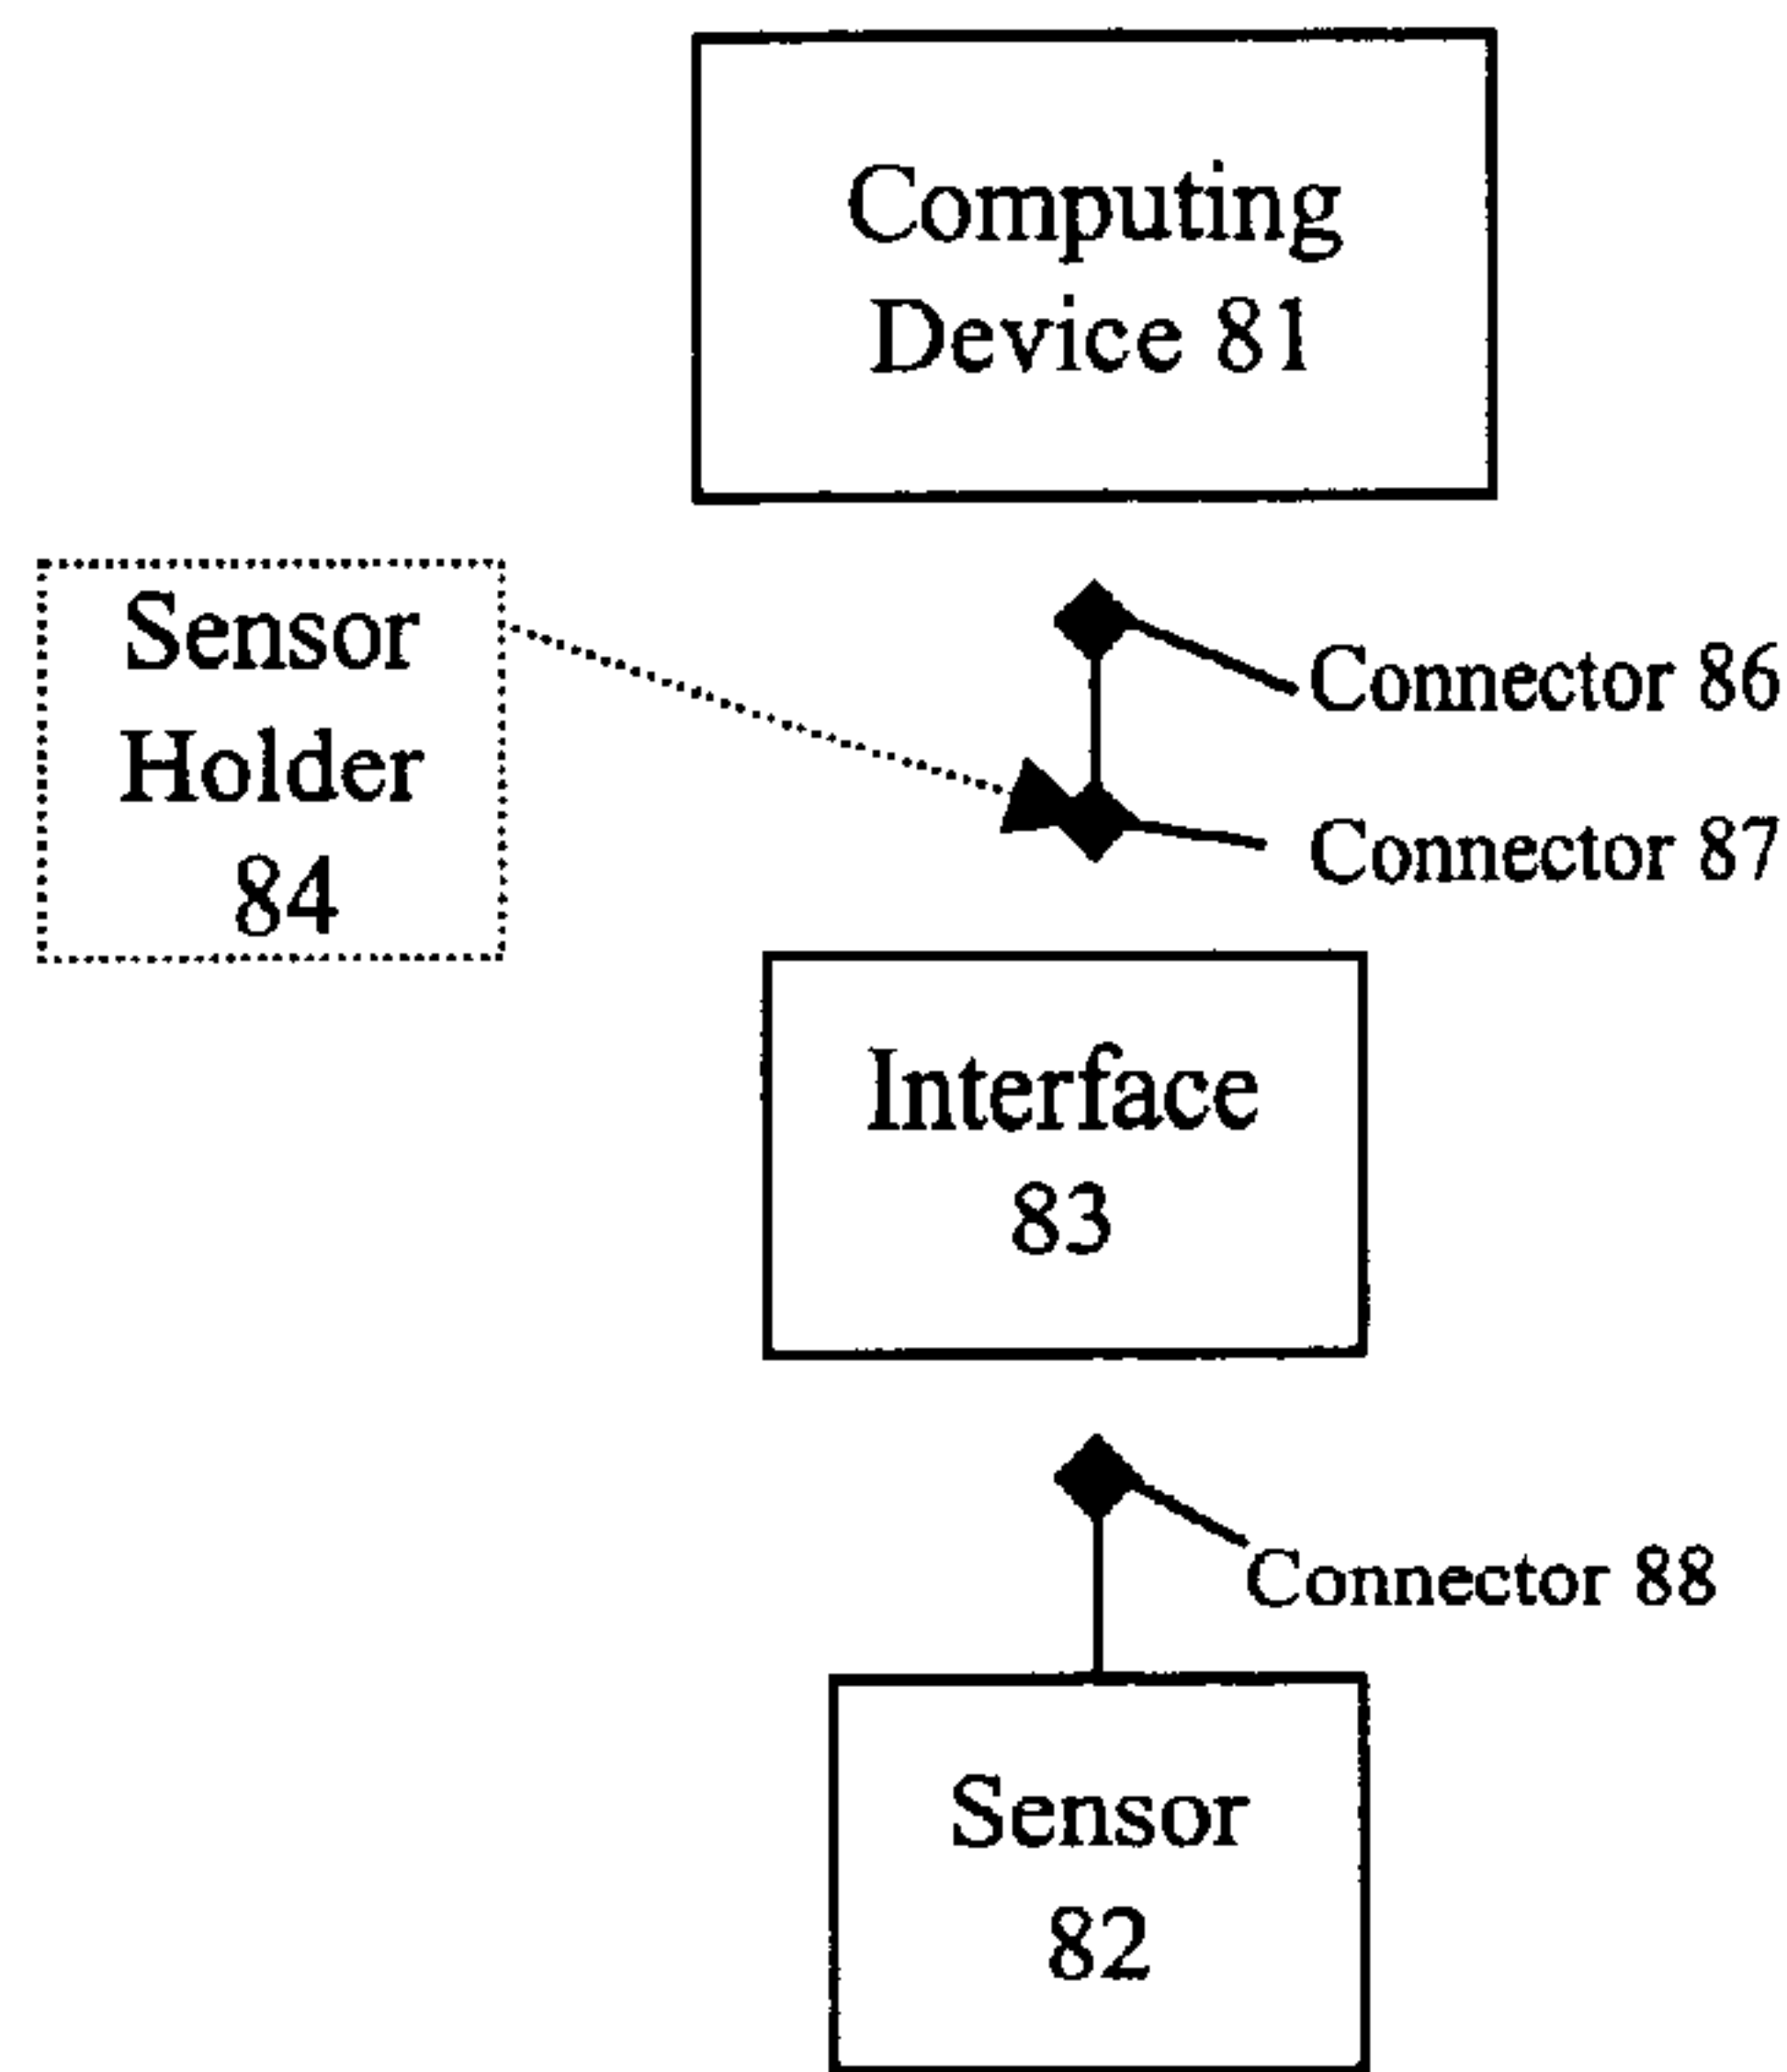 Computing
Device 81
Sensor
Holder
84
Connector 86
Connector 87
Interface
83
Connector 88
Sensor
82